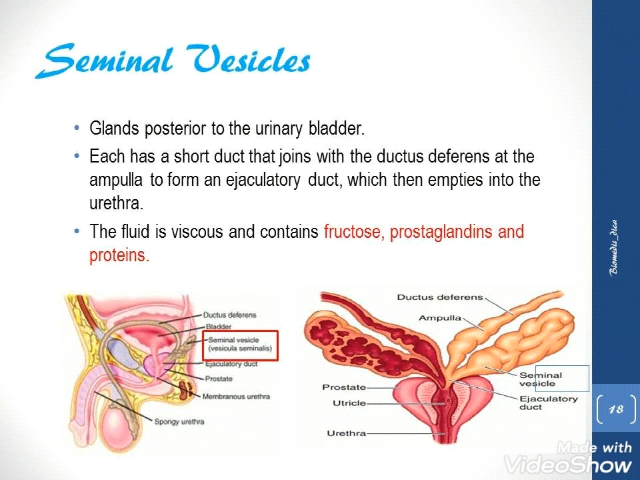 Seminal Vesicles
• Glands posterior to the urinary bladder.
• Each has a short duct that joins with the ductus deferens at the
ampulla to form an ejaculatory duct, which then empties into the
urethra.
• The fluid is viscous and contains fructose, prostaglandins and
proteins.
Ductus deferens
Bladder
Seminal vesicle
(vesicula seminalis)
Ejaculatory duct
Prostate
Membranous urethra
Spongy urethra
Ductus deferens
Ampulla
Seminal
vesicle
Prostate
Utricle
Ejaculatory
duct
Urethra
Biomedis_dica
18
Made with
VideoShow